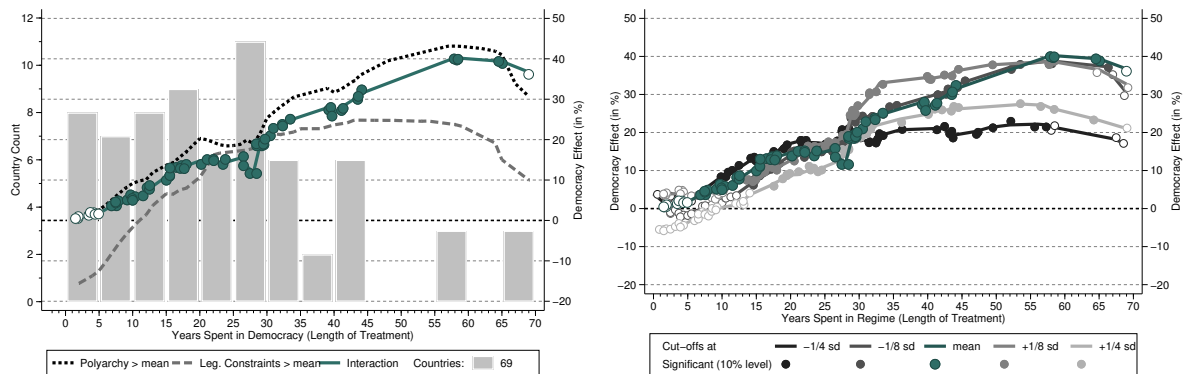 12
10
8
6
4
2
0
Country Count
50
40
30
20
10
0
−10
−20
Democracy Effect (in %)
0 5 10 15 20 25 30 35 40 45 50 55 60 65 70
Years Spent in Democracy (Length of Treatment)
Polyarchy > mean Leg. Constraints > mean Interaction Countries: 69
50
40
30
20
10
0
−10
−20
Democracy Effect (in %)
50
40
30
20
10
0
−10
−20
Democracy Effect (in %)
0 5 10 15 20 25 30 35 40 45 50 55 60 65 70
Years Spent in Regime (Length of Treatment)
Cut−offs at −1/4 sd −1/8 sd mean +1/8 sd +1/4 sd
Significant (10% level)